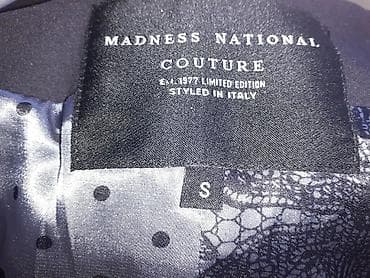 MADNESS NATIONAL
COUTURE
EST. 1977 LIMITED EDITION
STYLED IN ITALY
S